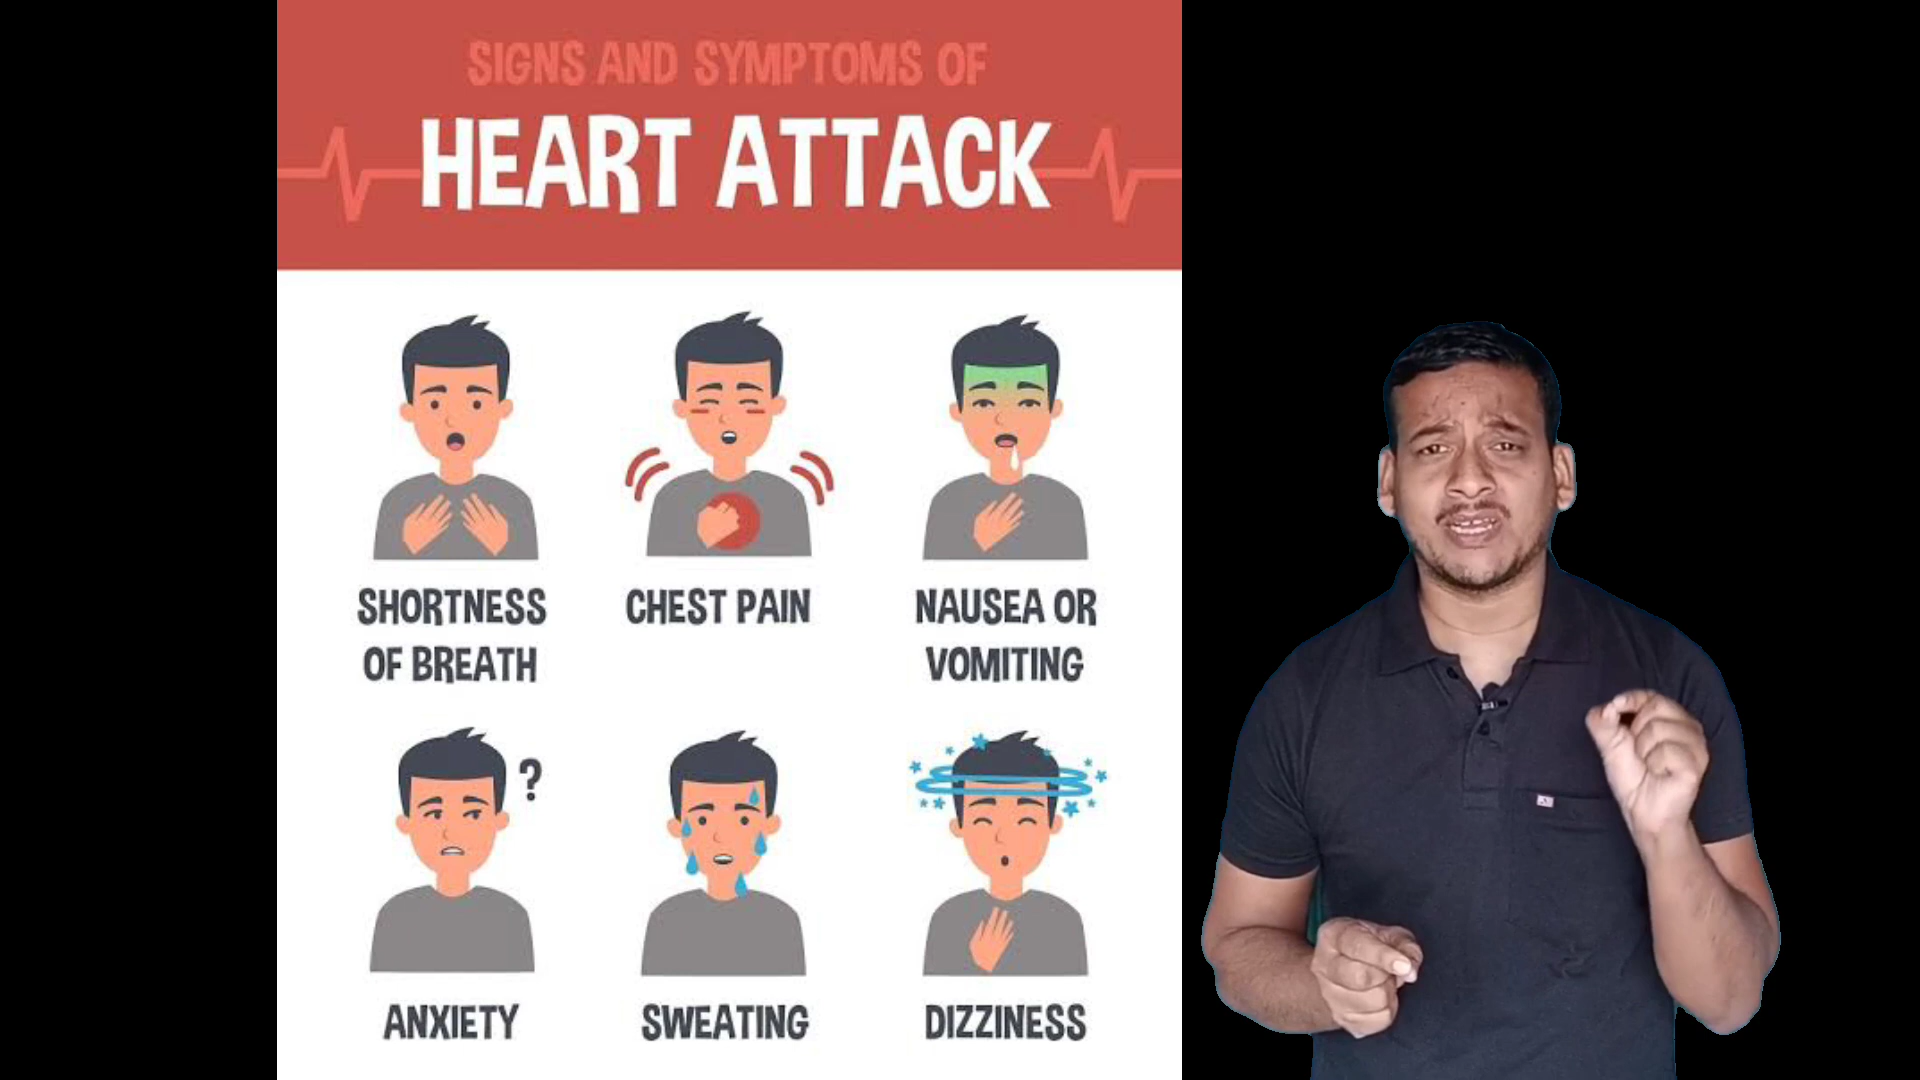 SIGNS AND SYMPTOMS OF
HEART ATTACK
SHORTNESS
OF BREATH
CHEST PAIN
NAUSEA OR
VOMITING
?
ANXIETY
SWEATING
DIZZINESS